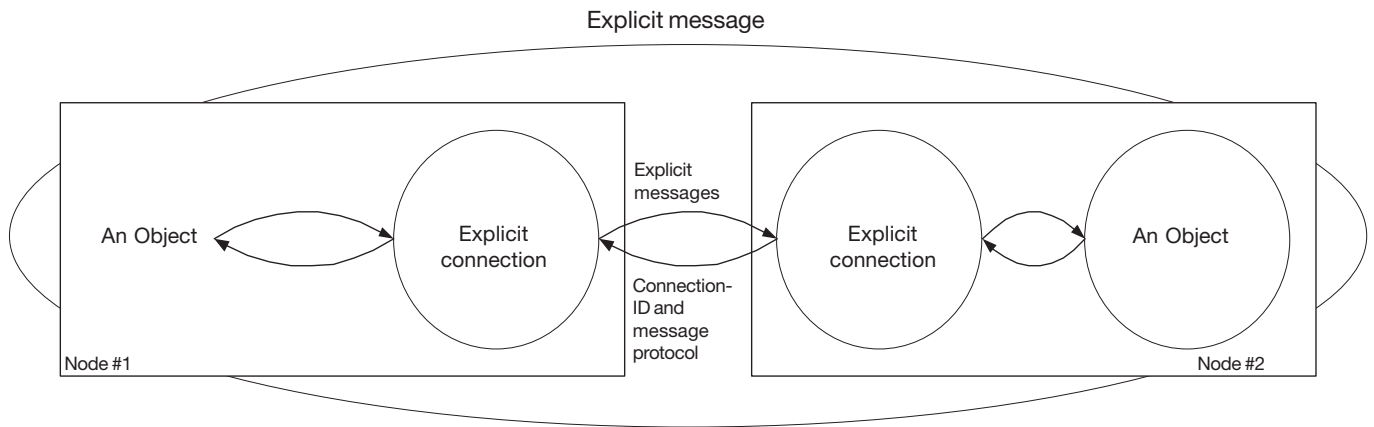 Explicit message
An Object
Explicit
connection
Explicit
messages
Connection-
ID and
message
protocol
Explicit
connection
An Object
Node #1
Node #2